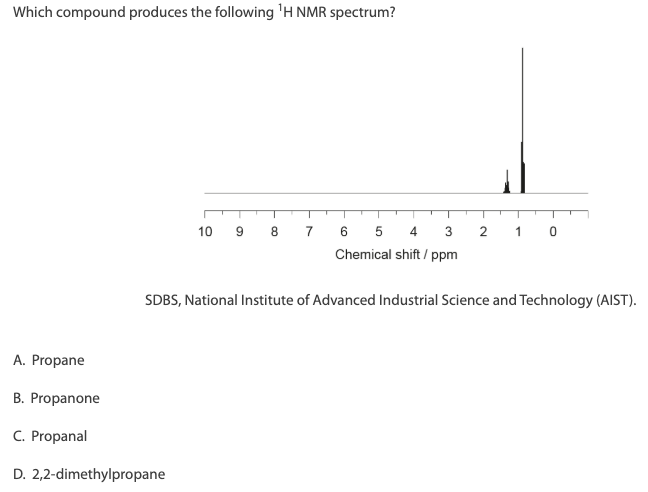 Which compound produces the following ¹H NMR spectrum?
10 9 8 7 6 5 4 3 2 1 0
Chemical shift / ppm
SDBS, National Institute of Advanced Industrial Science and Technology (AIST).
A. Propane
B. Propanone
C. Propanal
D. 2,2-dimethylpropane